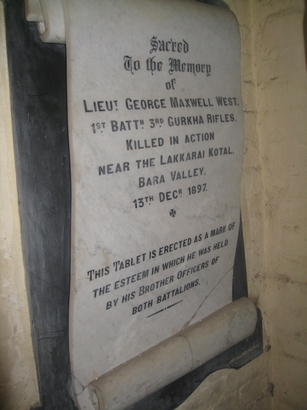 Sacred
To the Memory
of
LIEUT GEORGE MAXWELL WEST.
1ST BATTN 3RD GURKHA RIFLES.
KILLED IN ACTION
NEAR THE LAKKARAI KOTAL.
BARA VALLEY.
13TH DECR 1897.
THIS TABLET IS ERECTED AS A MARK OF
THE ESTEEM IN WHICH HE WAS HELD
BY HIS BROTHER OFFICERS OF
BOTH BATTALIONS.